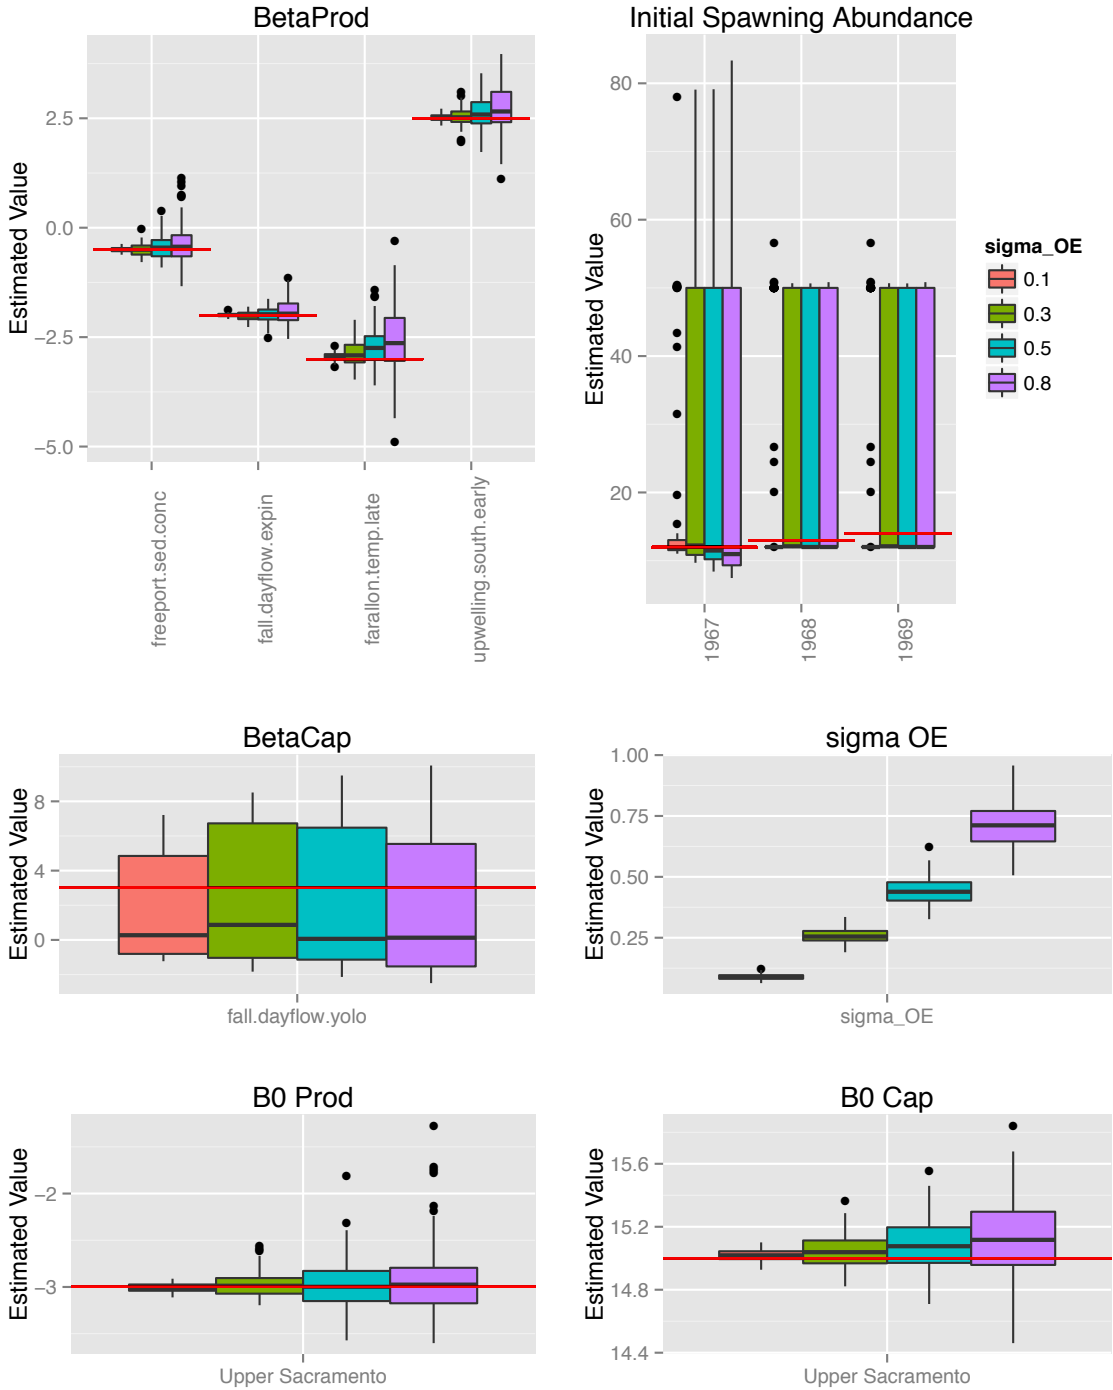 BetaProd
Estimated Value
2.5
0.0
−2.5
−5.0
freeport.sed.conc
fall.dayflow.expin
farallon.temp.late
upwelling.south.early
Initial Spawning Abundance
Estimated Value
80
60
40
20
1967
1968
1969
sigma_OE
0.1
0.3
0.5
0.8
BetaCap
Estimated Value
8
4
0
fall.dayflow.yolo
sigma OE
Estimated Value
1.00
0.75
0.50
0.25
sigma_OE
B0 Prod
Estimated Value
−2
−3
Upper Sacramento
B0 Cap
Estimated Value
15.6
15.2
14.8
14.4
Upper Sacramento